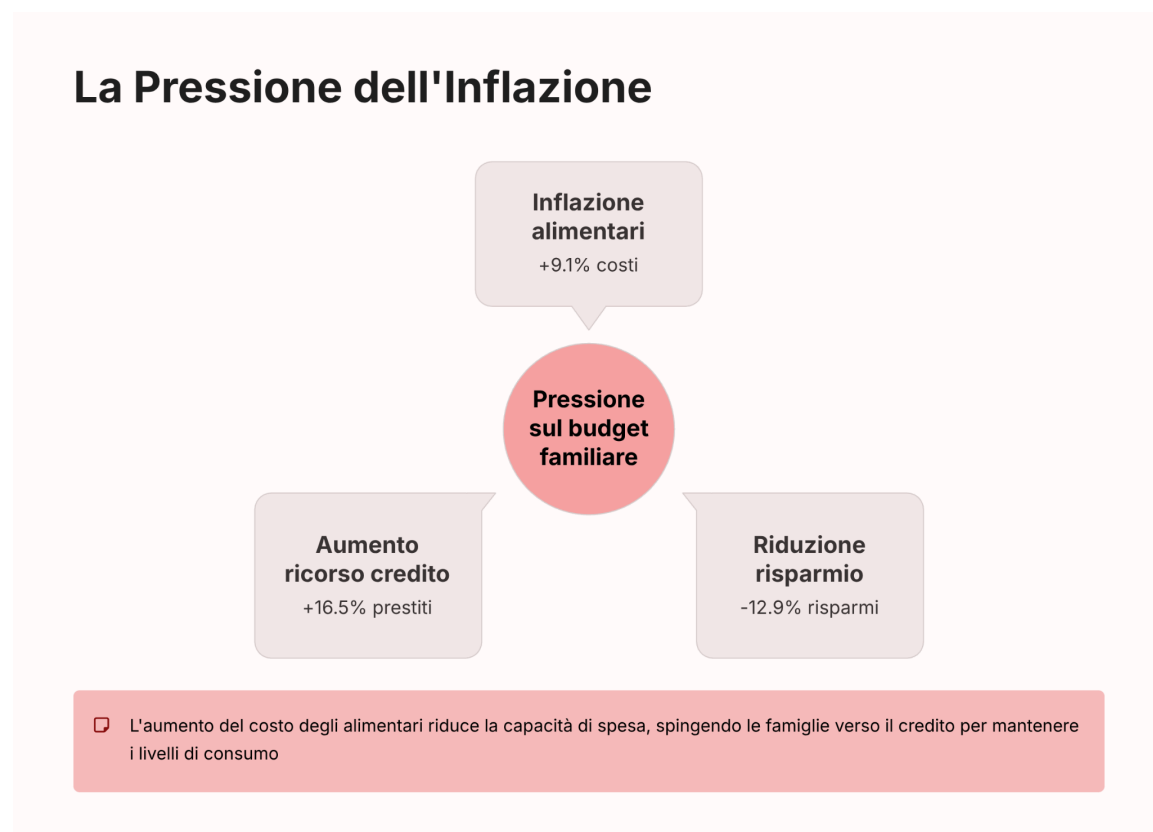 La Pressione dell'Inflazione
Inflazione
alimentari
+9.1% costi
Pressione
sul budget
familiare
Aumento
ricorso credito
+16.5% prestiti
Riduzione
risparmio
-12.9% risparmi
L'aumento del costo degli alimentari riduce la capacità di spesa, spingendo le famiglie verso il credito per mantenere
i livelli di consumo